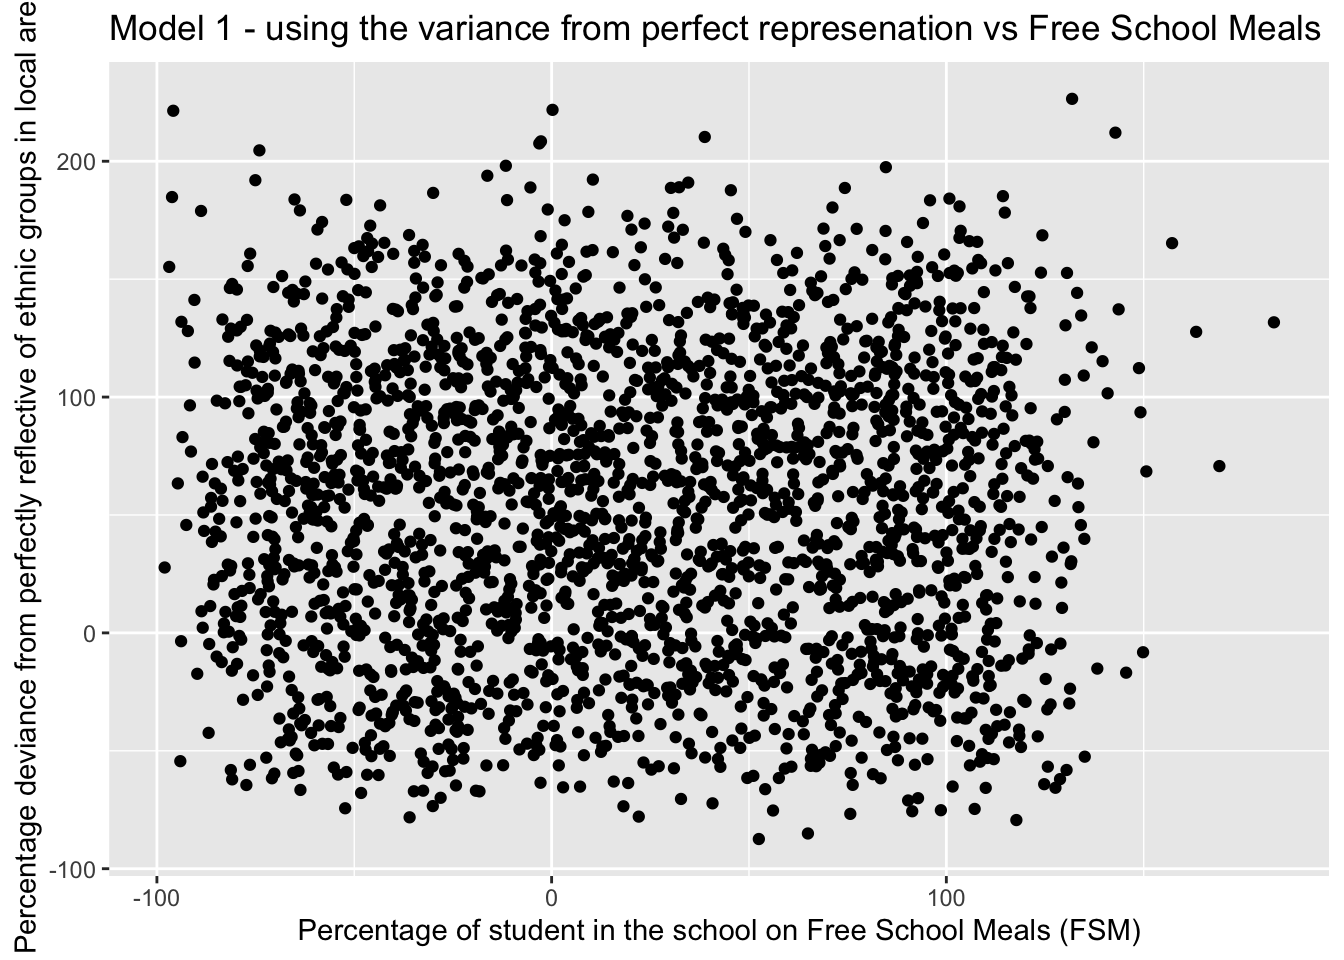 Model 1 - using the variance from perfect represenation vs Free School Meals
Percentage deviance from perfectly reflective of ethnic groups in local are
200
100
0
-100
-100
0
100
Percentage of student in the school on Free School Meals (FSM)